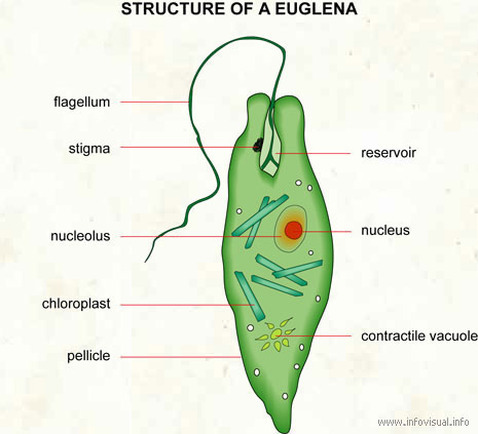 STRUCTURE OF A EUGLENA
flagellum
stigma
reservoir
nucleolus
nucleus
chloroplast
contractile vacuole
pellicle
www.infovisual.info